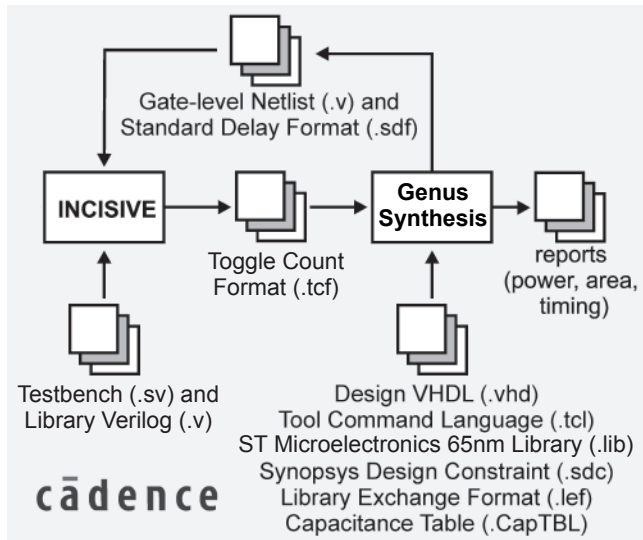 Gate-level Netlist (.v) and
Standard Delay Format (.sdf)
INCISIVE
Toggle Count
Format (.tcf)
Genus
Synthesis
reports
(power, area,
timing)
Testbench (.sv) and
Library Verilog (.v)
Design VHDL (.vhd)
Tool Command Language (.tcl)
ST Microelectronics 65nm Library (.lib)
Synopsys Design Constraint (.sdc)
Library Exchange Format (.lef)
Capacitance Table (.CapTBL)
cādence